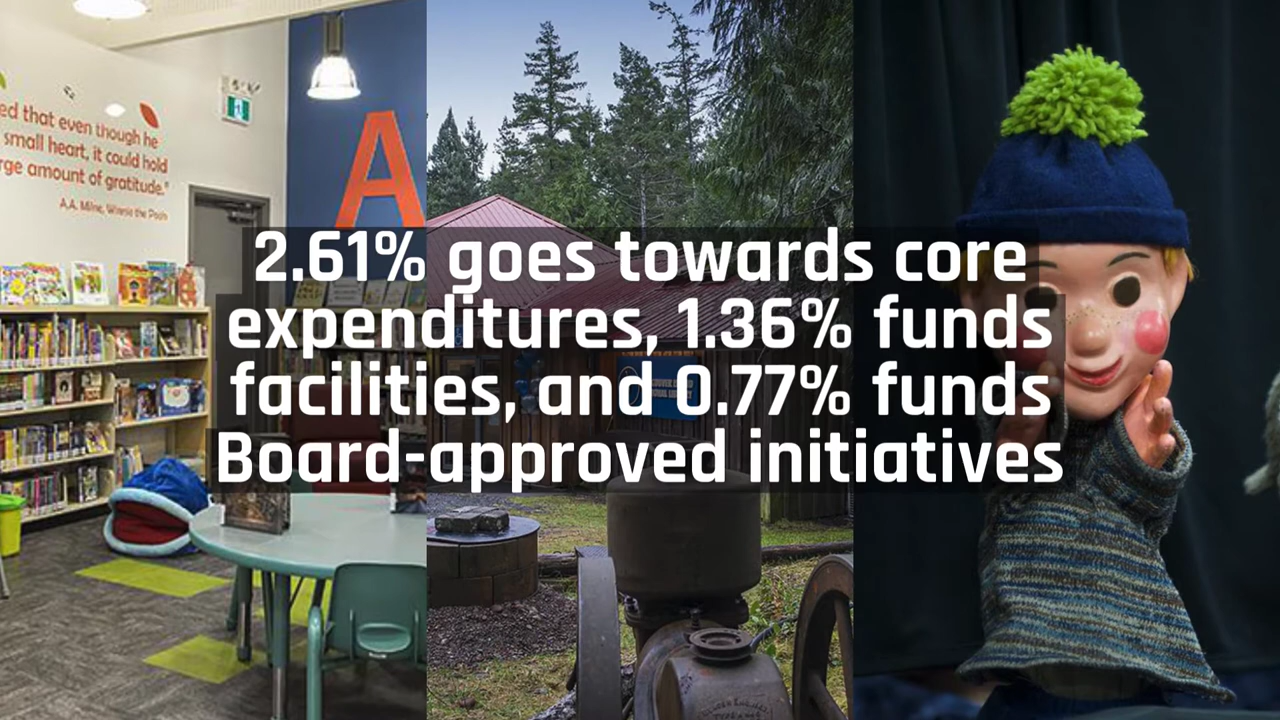 ed that even though he
small heart, it could hold
rge amount of gratitude."
A.A. Milne, Winnie the Pooh
A
2.61% goes towards core
expenditures, 1.36% funds
facilities, and 0.77% funds
Board-approved initiatives